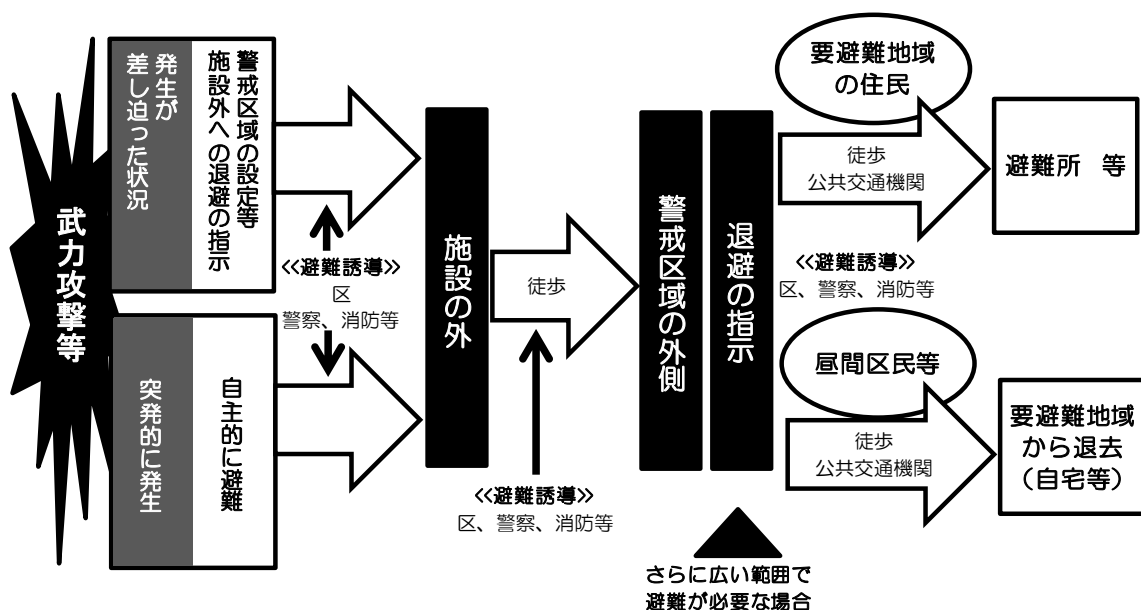 武力攻撃等
発生が
差し迫った状況
警戒区域の設定等
施設外への退避の指示
≪避難誘導≫
区
警察、消防等
突発的に発生
自主的に避難
施設の外
徒歩
≪避難誘導≫
区、警察、消防等
警戒区域の外側
退避の指示
さらに広い範囲で
避難が必要な場合
要避難地域
の住民
徒歩
公共交通機関
避難所　等
≪避難誘導≫
区、警察、消防等
昼間区民等
徒歩
公共交通機関
要避難地域
から退去
（自宅等）